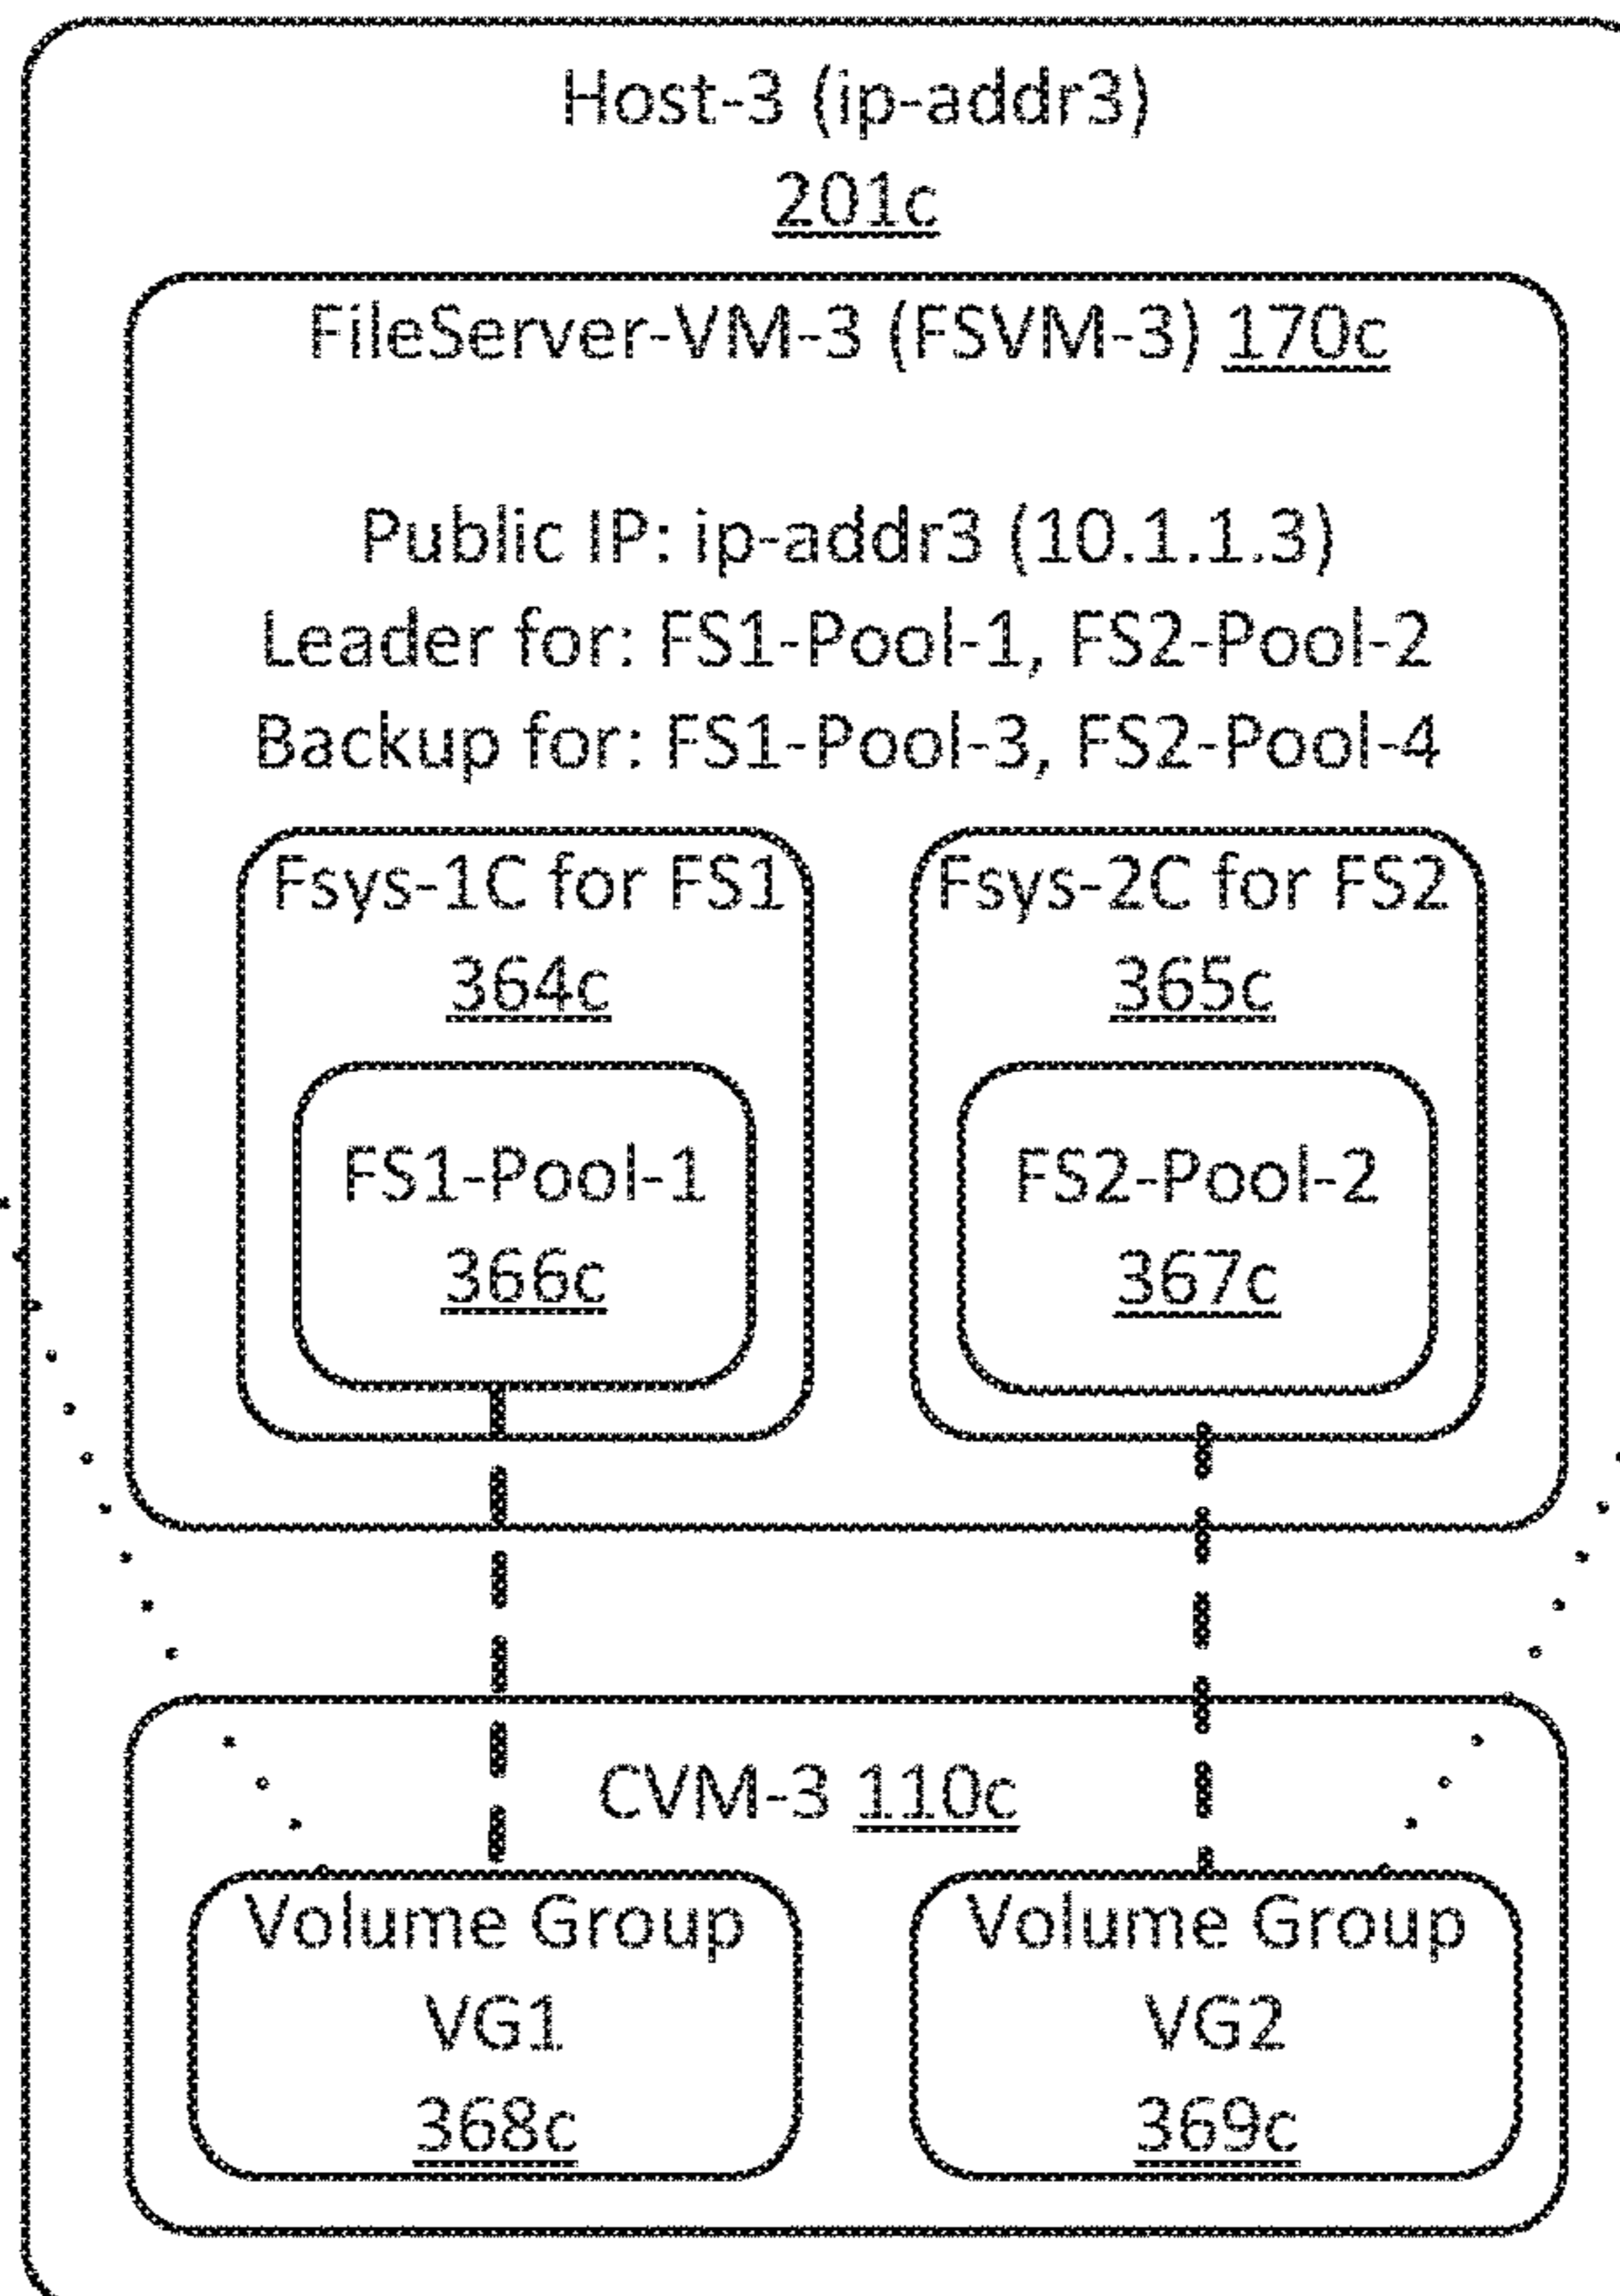 Host-3 (ip-addr3)
201c
FileServer-VM-3 (FSVM-3) 170c
Public IP: ip-addr3 (10.1.1.3)
Leader for: FS1-Pool-1, FS2-Pool-2
Backup for: FS1-Pool-3, FS2-Pool-4
Fsys-1C for FS1
364c
FS1-Pool-1
366c
Fsys-2C for FS2
365c
FS2-Pool-2
367c
CVM-3 110c
Volume Group
VG1
368c
Volume Group
VG2
369c